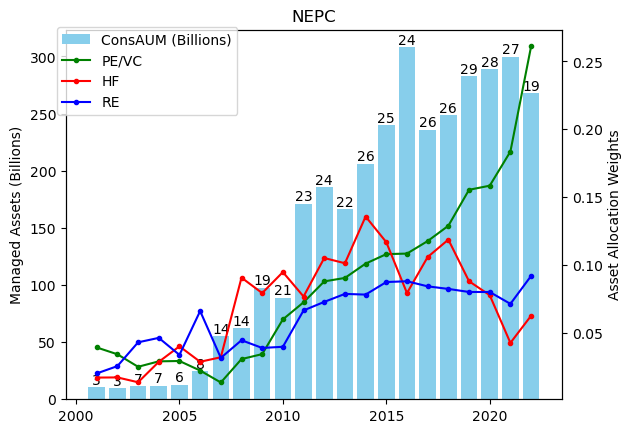 NEPC
ConsAUM (Billions)
PE/VC
HF
RE
Managed Assets (Billions)
Asset Allocation Weights
300
250
200
150
100
50
0
0.25
0.20
0.15
0.10
0.05
3 3 7 7 6 8 14 14 19 21 23 24 22 26 25 24 26 28 29 28 27 19
2000 2005 2010 2015 2020